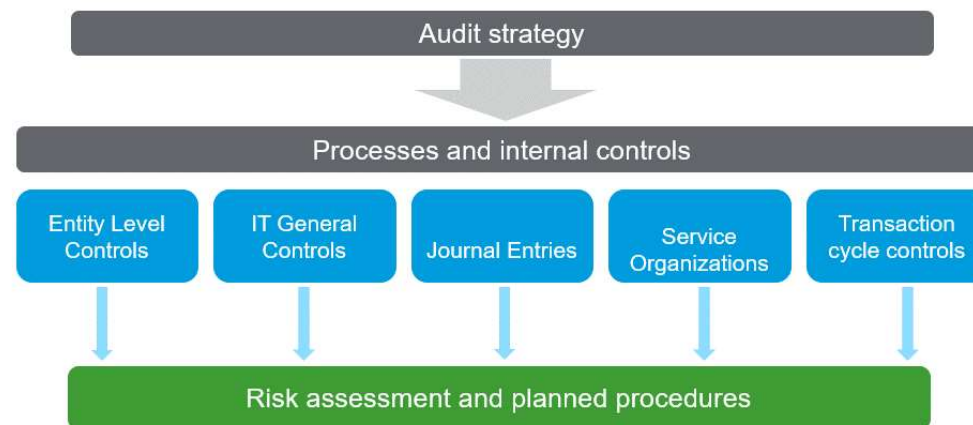 Audit strategy
Processes and internal controls
Entity Level
Controls
IT General
Controls
Journal Entries
Service
Organizations
Transaction
cycle controls
Risk assessment and planned procedures